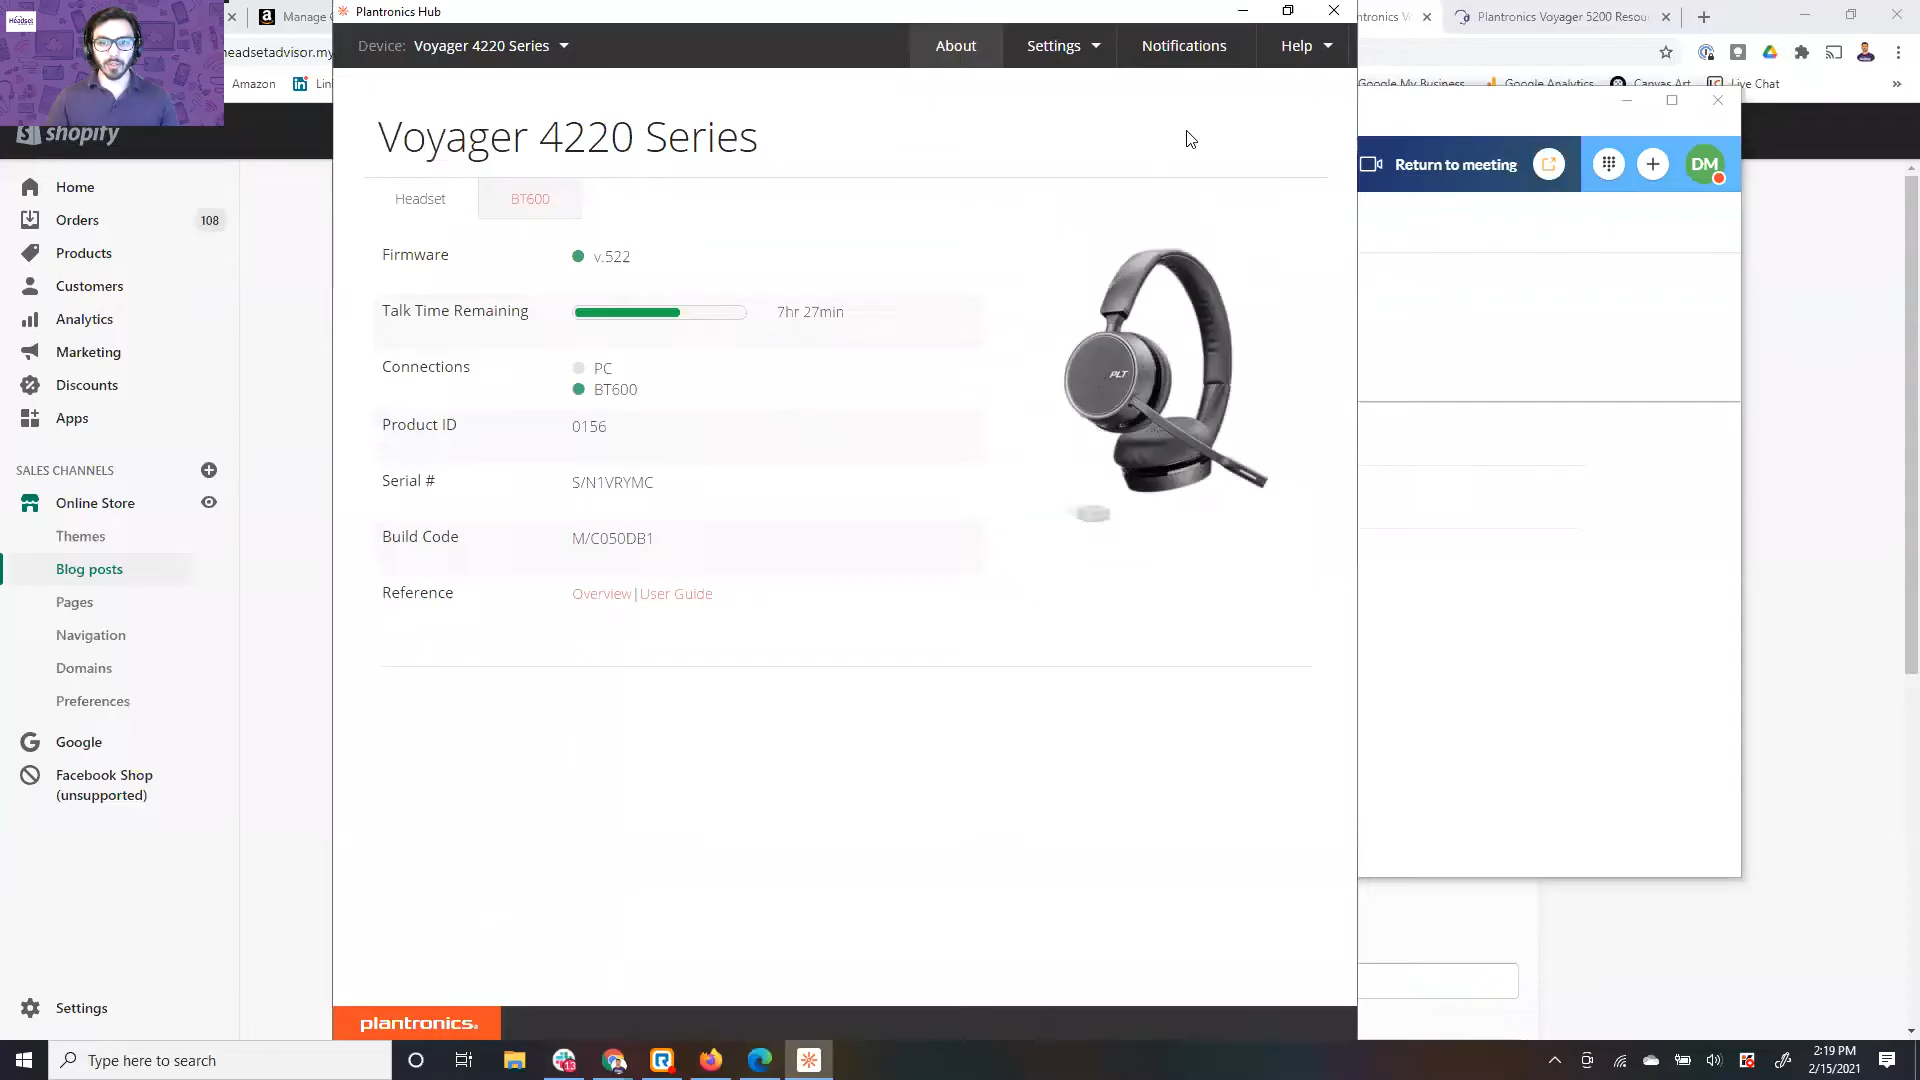 Headset
Manage
Plantronics Hub
ntronics V
Plantronics Voyager 5200 Resou
eadsetadvisor.my
Device: Voyager 4220 Series
About
Settings
Notifications
Help
Amazon
Lin
Google My Business
Google Analytics
Canvas Art
Live Chat
shopify
Return to meeting
DM
Home
Orders
108
Products
Customers
Analytics
Marketing
Discounts
Apps
SALES CHANNELS
Online Store
Themes
Blog posts
Pages
Navigation
Domains
Preferences
Google
Facebook Shop
(unsupported)
Settings
Voyager 4220 Series
Headset
BT600
Firmware
v.522
Talk Time Remaining
7hr 27min
Connections
PC
BT600
Product ID
0156
Serial #
S/N1VRYMC
Build Code
M/C050DB1
Reference
Overview|User Guide
PLT
plantronics.
Type here to search
13
2:19 PM
2/15/2021